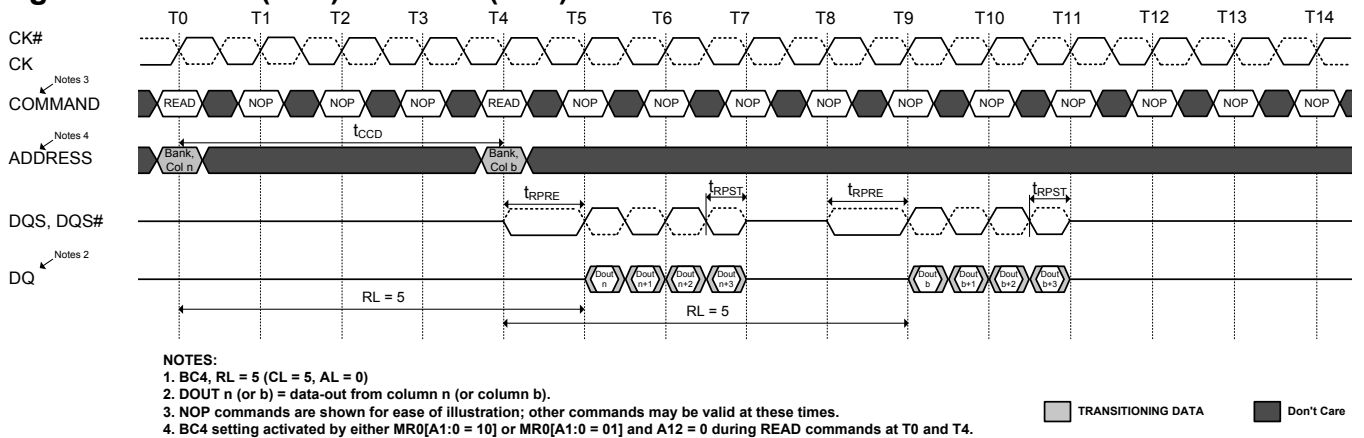 T0 T1 T2 T3 T4 T5 T6 T7 T8 T9 T10 T11 T12 T13 T14
CK#
CK
Notes 3
COMMAND READ NOP NOP NOP READ NOP NOP NOP NOP NOP NOP NOP NOP NOP NOP
tCCD
Notes 4
ADDRESS Bank, Col n Bank, Col b
tRPRE tRPST tRPRE tRPST
DQS, DQS#
Notes 2
DQ Dout n Dout n+1 Dout n+2 Dout n+3 Dout b Dout b+1 Dout b+2 Dout b+3
RL = 5 RL = 5
NOTES:
1. BC4, RL = 5 (CL = 5, AL = 0)
2. DOUT n (or b) = data-out from column n (or column b).
3. NOP commands are shown for ease of illustration; other commands may be valid at these times.
4. BC4 setting activated by either MR0[A1:0 = 10] or MR0[A1:0 = 01] and A12 = 0 during READ commands at T0 and T4.
TRANSITIONING DATA Don't Care